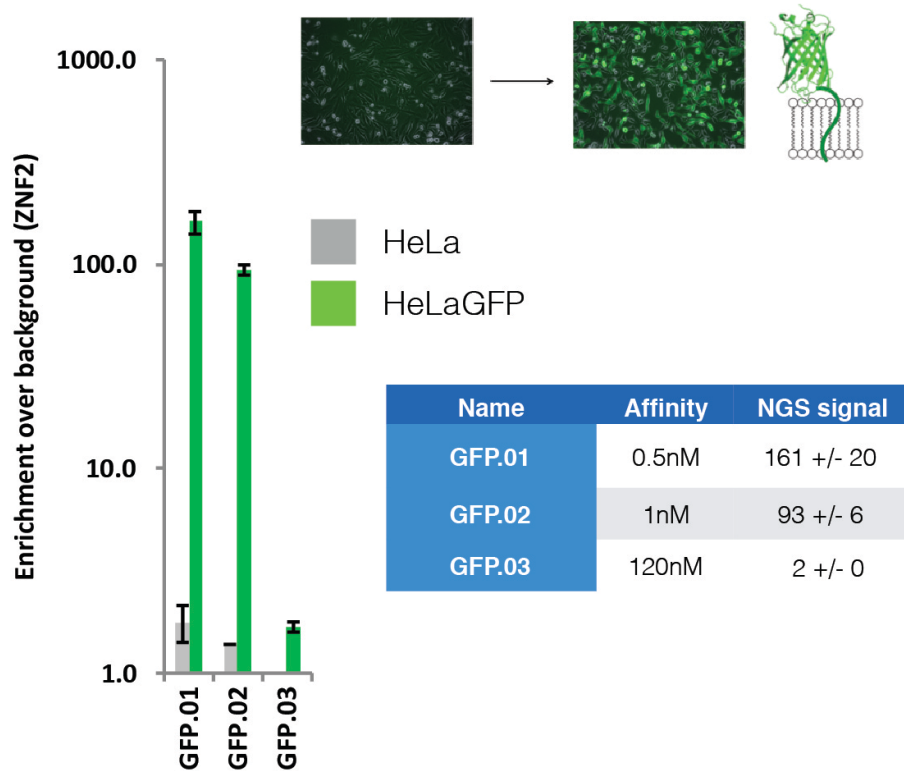 Enrichment over background (ZNF2)
1000.0
100.0
10.0
1.0
GFP.01
GFP.02
GFP.03
HeLa
HeLaGFP
Name Affinity NGS signal
GFP.01 0.5nM 161 +/- 20
GFP.02 1nM 93 +/- 6
GFP.03 120nM 2 +/- 0